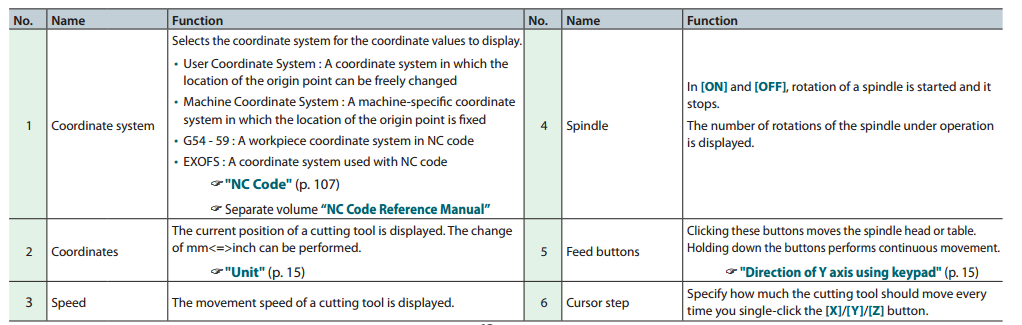 No. Name Function No. Name Function
1 Coordinate system
Selects the coordinate system for the coordinate values to display.
• User Coordinate System : A coordinate system in which the
location of the origin point can be freely changed
• Machine Coordinate System : A machine-specific coordinate
system in which the location of the origin point is fixed
• G54 - 59 : A workpiece coordinate system in NC code
• EXOFS : A coordinate system used with NC code
☞ "NC Code" (p. 107)
☞ Separate volume “NC Code Reference Manual”
4 Spindle
In [ON] and [OFF], rotation of a spindle is started and it
stops.
The number of rotations of the spindle under operation
is displayed.
2 Coordinates
The current position of a cutting tool is displayed. The change
of mm<=>inch can be performed.
☞ "Unit" (p. 15)
5 Feed buttons
Clicking these buttons moves the spindle head or table.
Holding down the buttons performs continuous movement.
☞ "Direction of Y axis using keypad" (p. 15)
3 Speed
The movement speed of a cutting tool is displayed.
6 Cursor step
Specify how much the cutting tool should move every
time you single-click the [X]/[Y]/[Z] button.